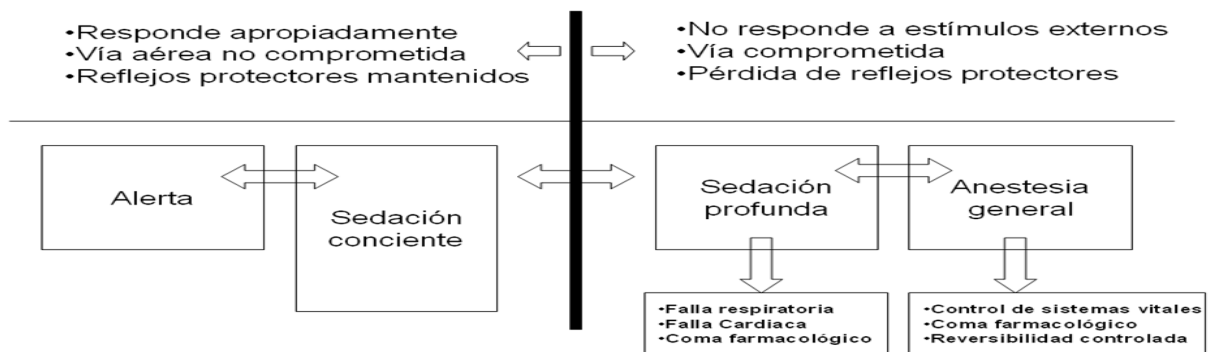 •Responde apropiadamente
•Vía aérea no comprometida
•Reflejos protectores mantenidos
•No responde a estímulos externos
•Vía comprometida
•Pérdida de reflejos protectores
Alerta
Sedación
conciente
Sedación
profunda
Anestesia
general
•Falla respiratoria
•Falla Cardiaca
•Coma farmacológico
•Control de sistemas vitales
•Coma farmacológico
•Reversibilidad controlada